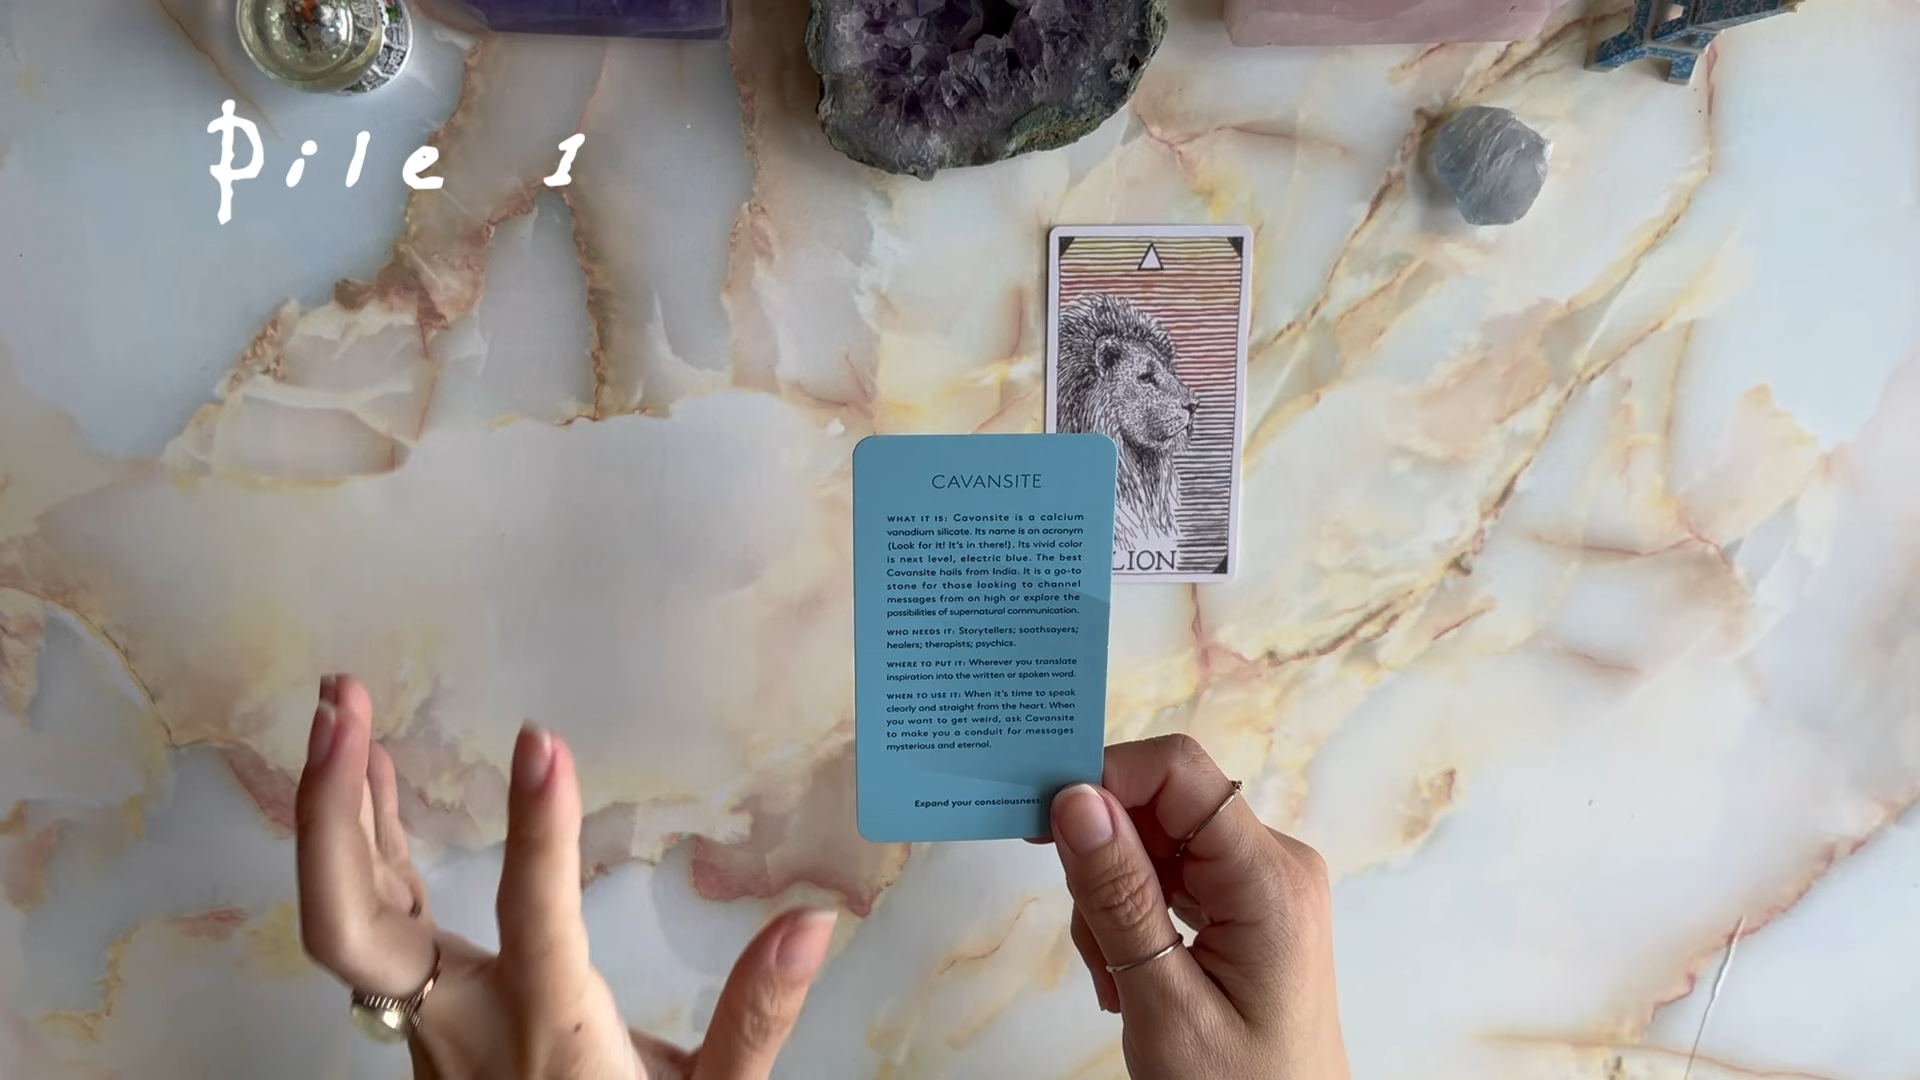 Pile 1
CAVANSITE
WHAT IT IS: Cavansite is a calcium
vanadium silicate. Its name is an acronym
(Look for it! It's in there!). Its vivid color
is next level, electric blue. The best
Cavansite hails from India. It is a go-to
stone for those looking to channel
messages from on high or explore the
possibilities of supernatural communication.
WHO NEEDS IT: Storytellers; soothsayers;
healers; therapists; psychics.
WHERE TO PUT IT: Wherever you translate
inspiration into the written or spoken word.
WHEN TO USE IT: When it's time to speak
clearly and straight from the heart. When
you want to get weird, ask Cavansite
to make you a conduit for messages
mysterious and eternal.
Expand your consciousness.
LION